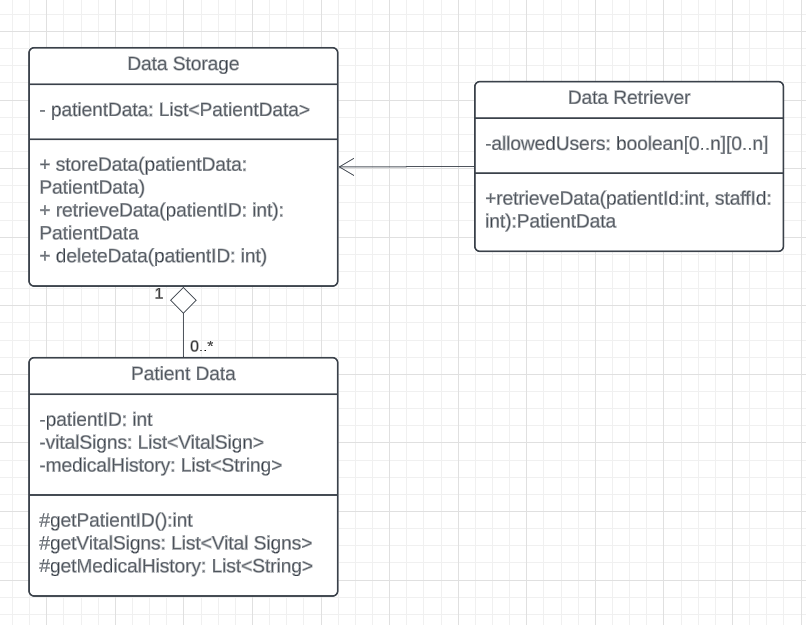 Data Storage
- patientData: List<PatientData>
+ storeData(patientData:
PatientData)
+ retrieveData(patientID: int):
PatientData
+ deleteData(patientID: int)
Data Retriever
-allowedUsers: boolean[0..n][0..n]
+retrieveData(patientId:int, staffId:
int):PatientData
1
0..*
Patient Data
-patientID: int
-vitalSigns: List<VitalSign>
-medicalHistory: List<String>
#getPatientID():int
#getVitalSigns: List<Vital Signs>
#getMedicalHistory: List<String>